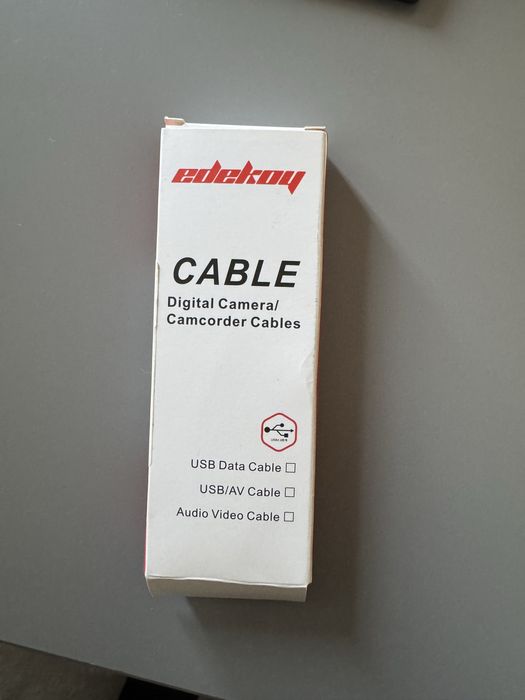 edekoy
CABLE
Digital Camera/
Camcorder Cables
USB Data Cable
USB/AV Cable
Audio Video Cable